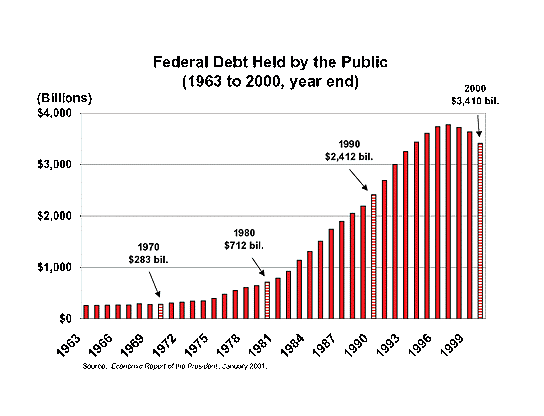 Federal Debt Held by the Public
(1963 to 2000, year end)
(Billions)
2000
$3,410 bil.
$4,000
1990
$2,412 bil.
$3,000
$2,000
1980
$712 bil.
1970
$283 bil.
$1,000
$0
1963 1966 1969 1972 1975 1978 1981 1984 1987 1990 1993 1996 1999
Source: Economic Report of the President, January 2001.